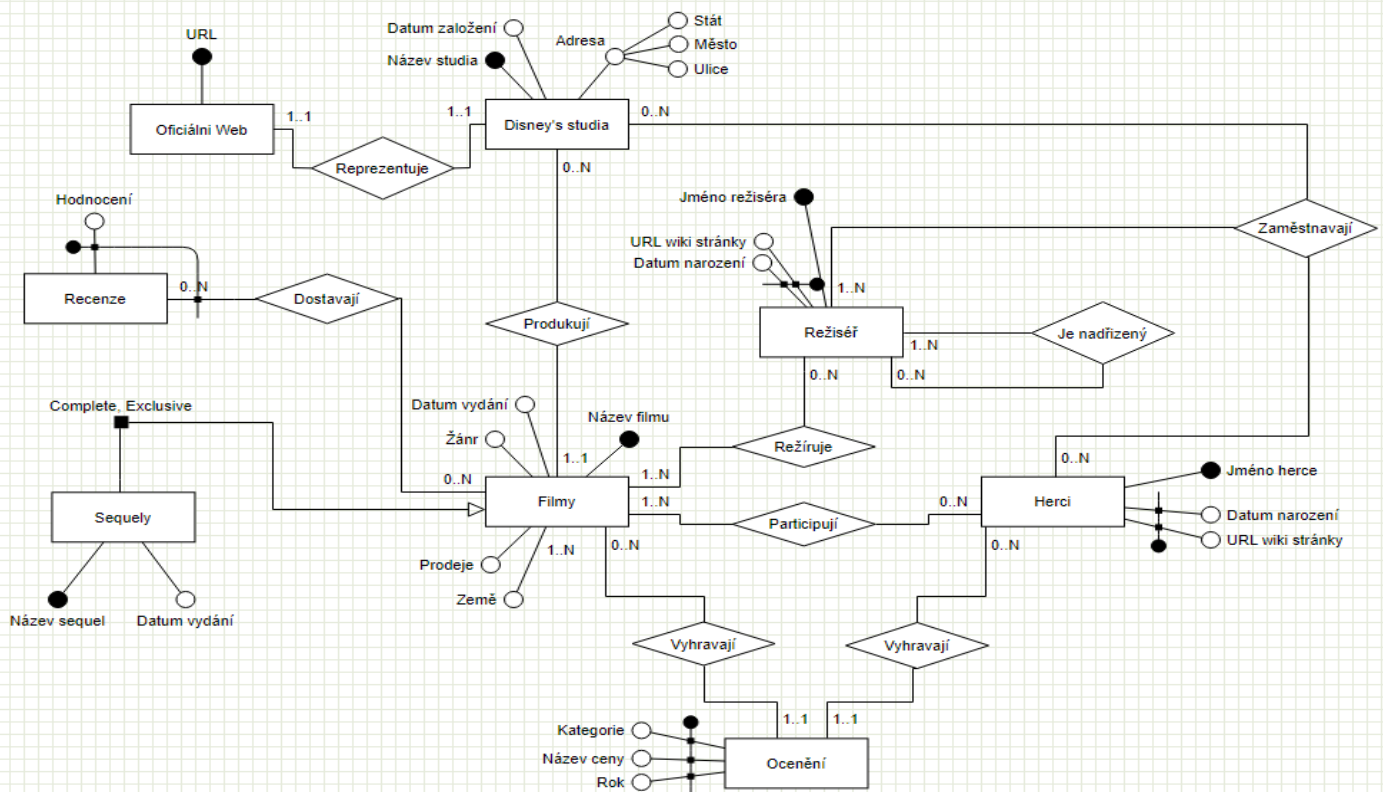 Datum založení
Stát
URL
Adresa
Město
Název studia
Ulice
1..1
1..1
0..N
Oficiálni Web
Disney's studia
Reprezentuje
0..N
Hodnocení
Jméno režiséra
Zaměstnavají
URL wiki stránky
Datum narození
0..N
1..N
Recenze
Dostavají
Produkují
Režiséř
Je nadřizený
1..N
0..N
0..N
Complete, Exclusive
Datum vydání
Název filmu
Žánr
Režíruje
1..1
0..N
1..N
0..N
Jméno herce
Filmy
1..N
0..N
Herci
Sequely
Participují
Datum narození
URL wiki stránky
1..N
0..N
0..N
Prodeje
Země
Název sequel
Datum vydání
Vyhravají
Vyhravají
1..1
1..1
Kategorie
Název ceny
Ocenění
Rok